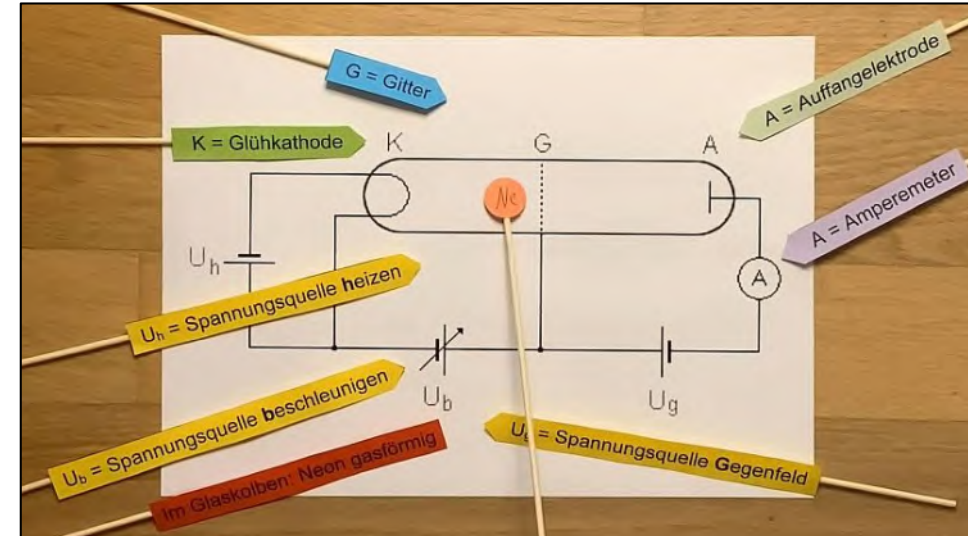 G = Gitter
A = Auffangelektrode
K = Glühkathode
K
G
A
Ne
A = Amperemeter
A
Uh
Uh = Spannungsquelle heizen
Ub
Ug
Ub = Spannungsquelle beschleunigen
Ug = Spannungsquelle Gegenfeld
Im Glaskolben: Neon gasförmig